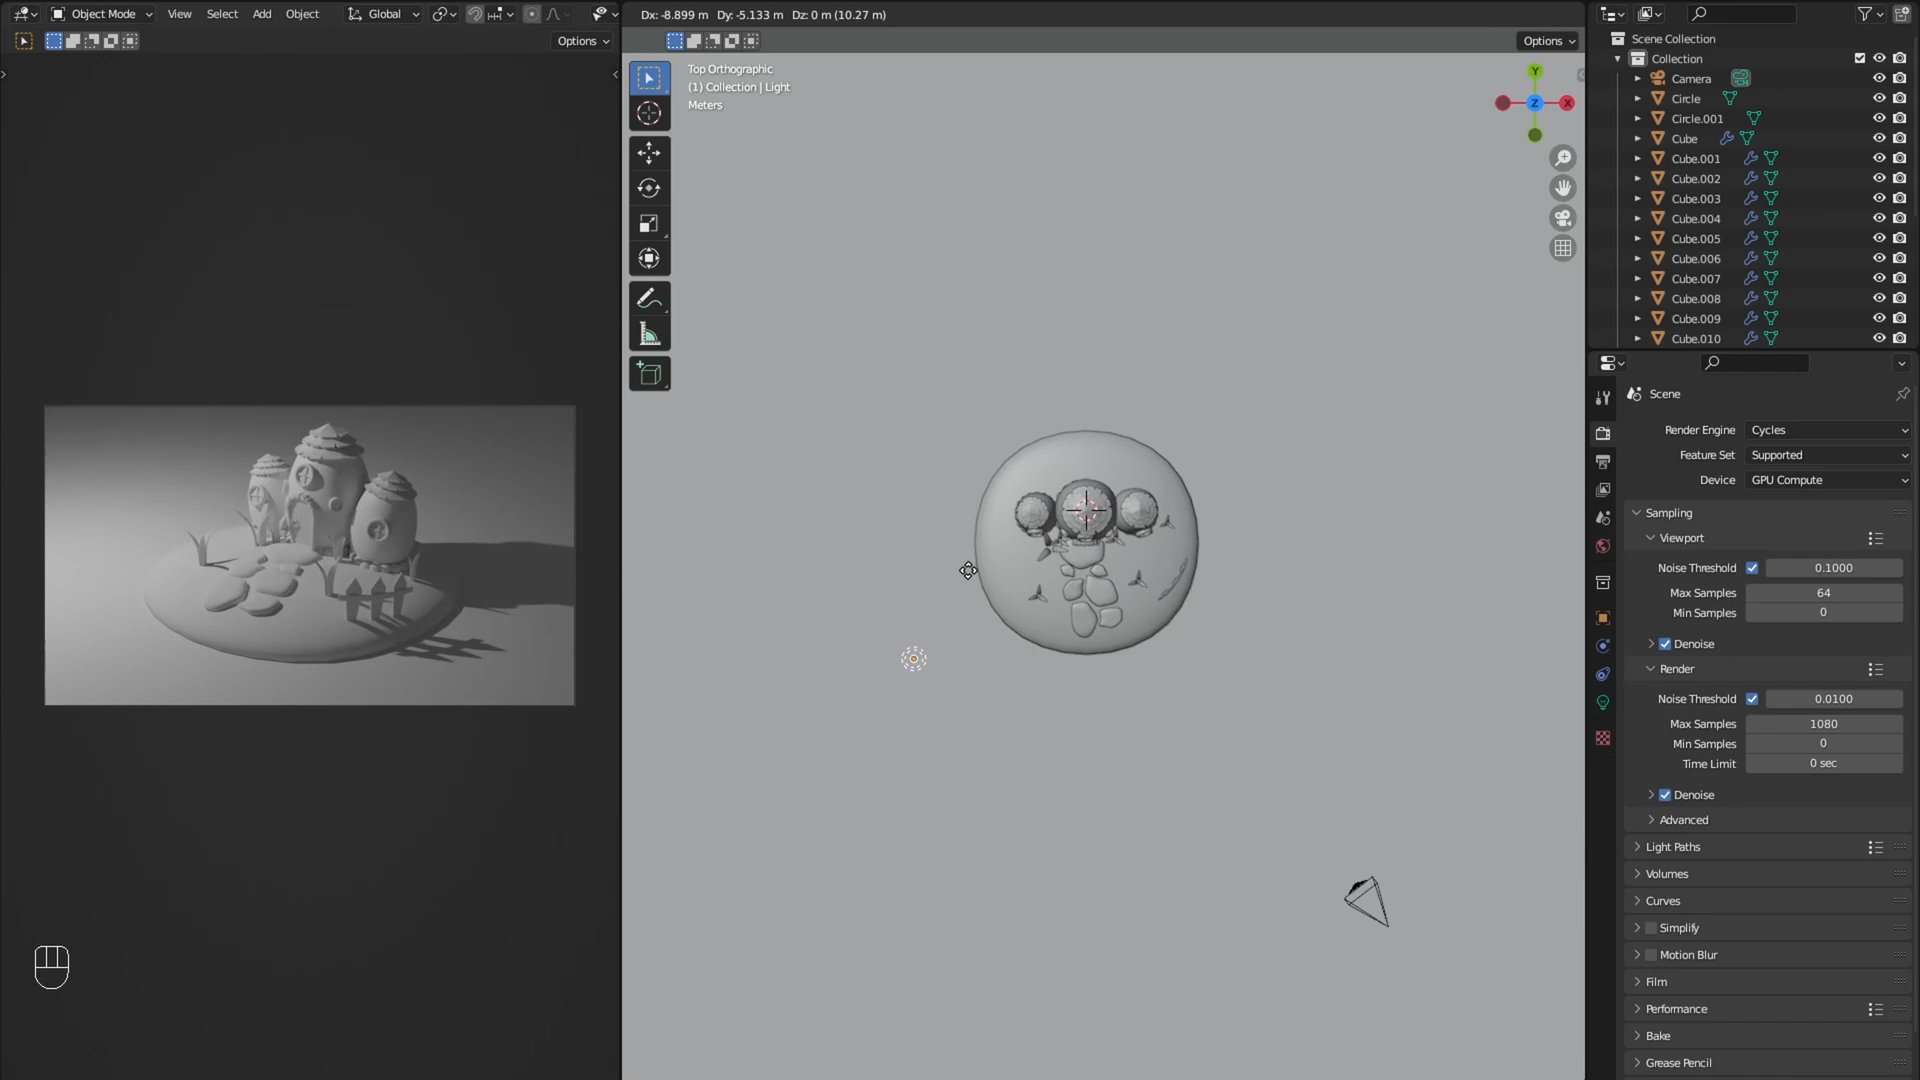 Object Mode View Select Add Object Global
Options
Dx: -8.899 m Dy: -5.133 m Dz: 0 m (10.27 m)
Options
Top Orthographic
(1) Collection | Light
Meters
Y
Z
X
Scene Collection
Collection
Camera
Circle
Circle.001
Cube
Cube.001
Cube.002
Cube.003
Cube.004
Cube.005
Cube.006
Cube.007
Cube.008
Cube.009
Cube.010
Scene
Render Engine Cycles
Feature Set Supported
Device GPU Compute
Sampling
Viewport
Noise Threshold 0.1000
Max Samples 64
Min Samples 0
Denoise
Render
Noise Threshold 0.0100
Max Samples 1080
Min Samples 0
Time Limit 0 sec
Denoise
Advanced
Light Paths
Volumes
Curves
Simplify
Motion Blur
Film
Performance
Bake
Grease Pencil